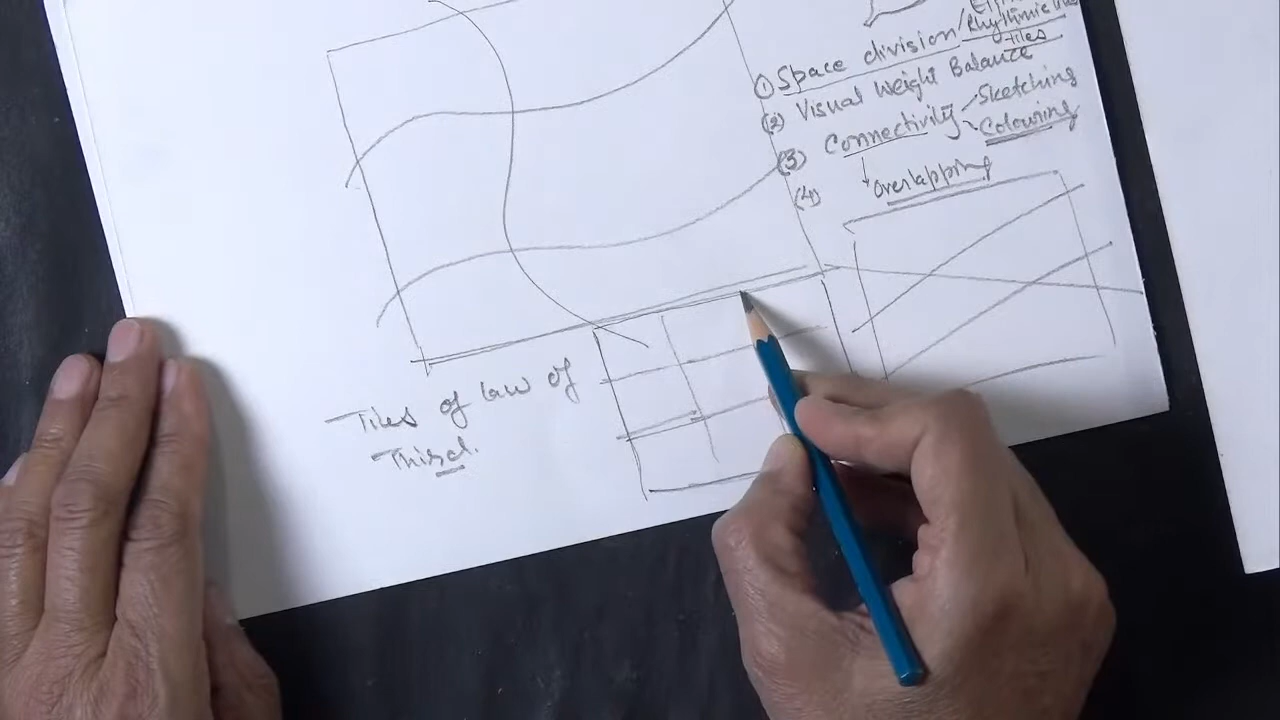 Rhythmic
① Space division / Tiles
(2) Visual Weight Balance
(3) Connectivity Sketching
Colouring
(4) Overlapping
Tiles of law of
Third.